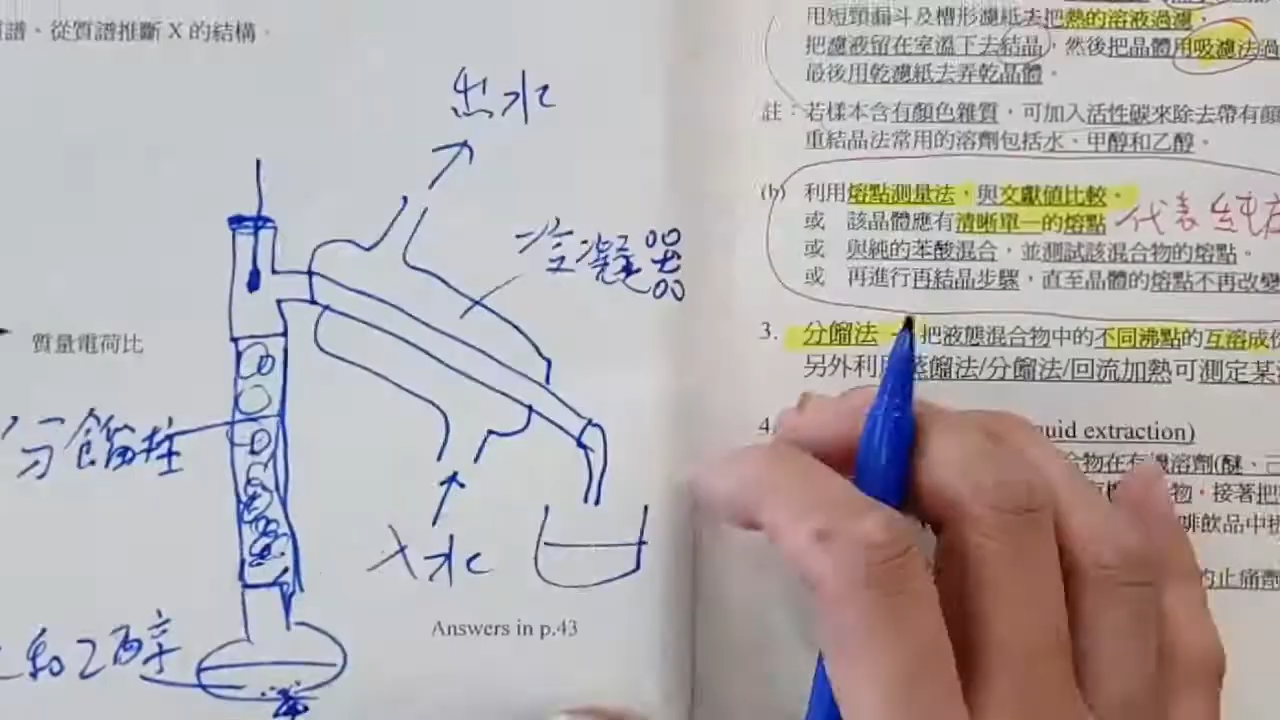 質譜、從質譜推斷 X 的結構。
出水
冷凝器
質量電荷比
分餾柱
入水
和乙醇
Answers in p.43
用短頸漏斗及槽形濾紙去把熱的溶液過濾。
把濾液留在室溫下去結晶，然後把晶體用吸濾法過
最後用乾濾紙去弄乾晶體。
註：若樣本含有顏色雜質，可加入活性碳來除去帶有顏
重結晶法常用的溶劑包括水、甲醇和乙醇。
(b) 利用熔點測量法，與文獻值比較。
或 該晶體應有清晰單一的熔點 代表純
或 與純的苯酸混合，並測試該混合物的熔點。
或 再進行再結晶步驟，直至晶體的熔點不再改變
3. 分餾法 把液態混合物中的不同沸點的互溶成
另外利 蒸餾法/分餾法/回流加熱可測定某
4. quid extraction)
合物在有機溶劑(醚、己
物，接著把
啡飲品中
的止痛劑